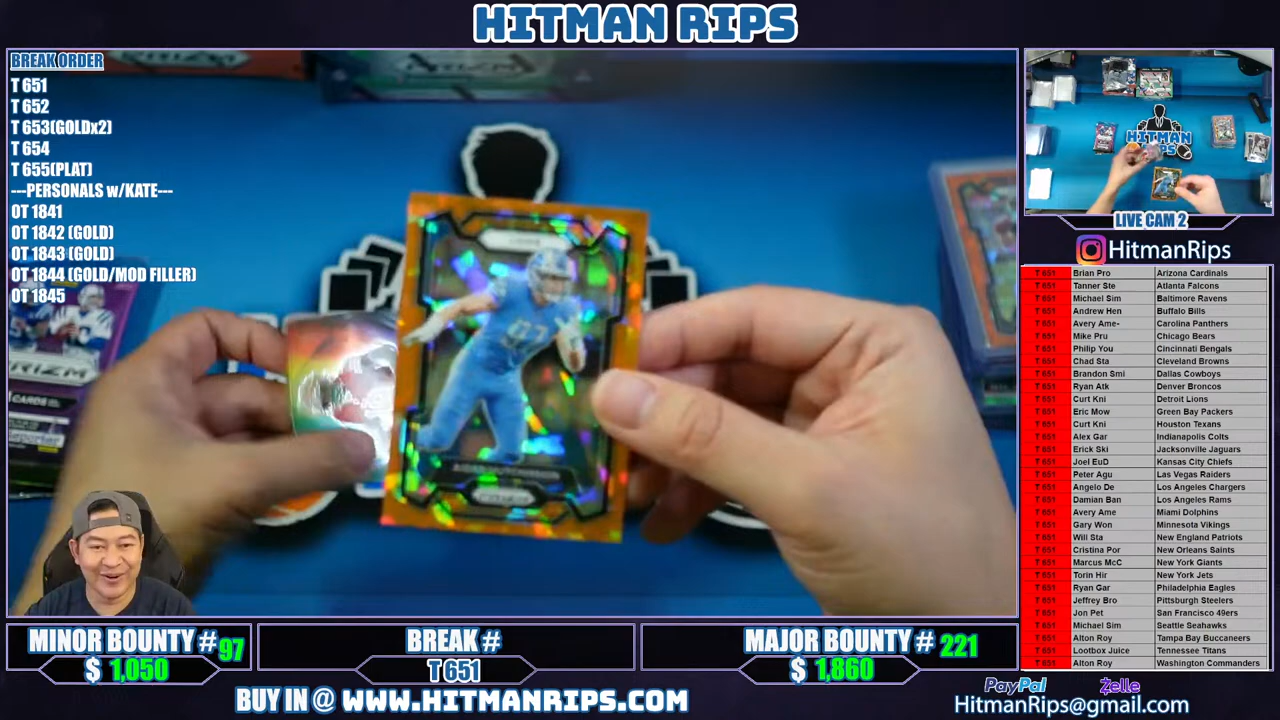 HITMAN RIPS
BREAK ORDER
T 651
T 652
T 653(GOLDx2)
T 654
T 655(PLAT)
---PERSONALS w/KATE---
OT 1841
OT 1842 (GOLD)
OT 1843 (GOLD)
OT 1844 (GOLD/MOD FILLER)
OT 1845
LIONS
97
PRIZM
HITMAN
RIPS
LIVE CAM 2
HitmanRips
T 651 Brian Pro Arizona Cardinals
T 651 Tanner Ste Atlanta Falcons
T 651 Michael Sim Baltimore Ravens
T 651 Andrew Hen Buffalo Bills
T 651 Avery Ame- Carolina Panthers
T 651 Mike Pru Chicago Bears
T 651 Philip You Cincinnati Bengals
T 651 Chad Sta Cleveland Browns
T 651 Brandon Smi Dallas Cowboys
T 651 Ryan Atk Denver Broncos
T 651 Curt Kni Detroit Lions
T 651 Eric Mow Green Bay Packers
T 651 Curt Kni Houston Texans
T 651 Alex Gar Indianapolis Colts
T 651 Erick Ski Jacksonville Jaguars
T 651 Joel EuD Kansas City Chiefs
T 651 Peter Agu Las Vegas Raiders
T 651 Angelo De Los Angeles Chargers
T 651 Damian Ban Los Angeles Rams
T 651 Avery Ame Miami Dolphins
T 651 Gary Won Minnesota Vikings
T 651 Will Sta New England Patriots
T 651 Cristina Por New Orleans Saints
T 651 Marcus McC New York Giants
T 651 Torin Hir New York Jets
T 651 Ryan Gar Philadelphia Eagles
T 651 Jeffrey Bro Pittsburgh Steelers
T 651 Jon Pet San Francisco 49ers
T 651 Michael Sim Seattle Seahawks
T 651 Alton Roy Tampa Bay Buccaneers
T 651 Lootbox Juice Tennessee Titans
T 651 Alton Roy Washington Commanders
MINOR BOUNTY # 97
$ 1,050
BREAK #
T 651
MAJOR BOUNTY # 221
$ 1,860
BUY IN @ WWW.HITMANRIPS.COM
PayPal Zelle
HitmanRips@gmail.com